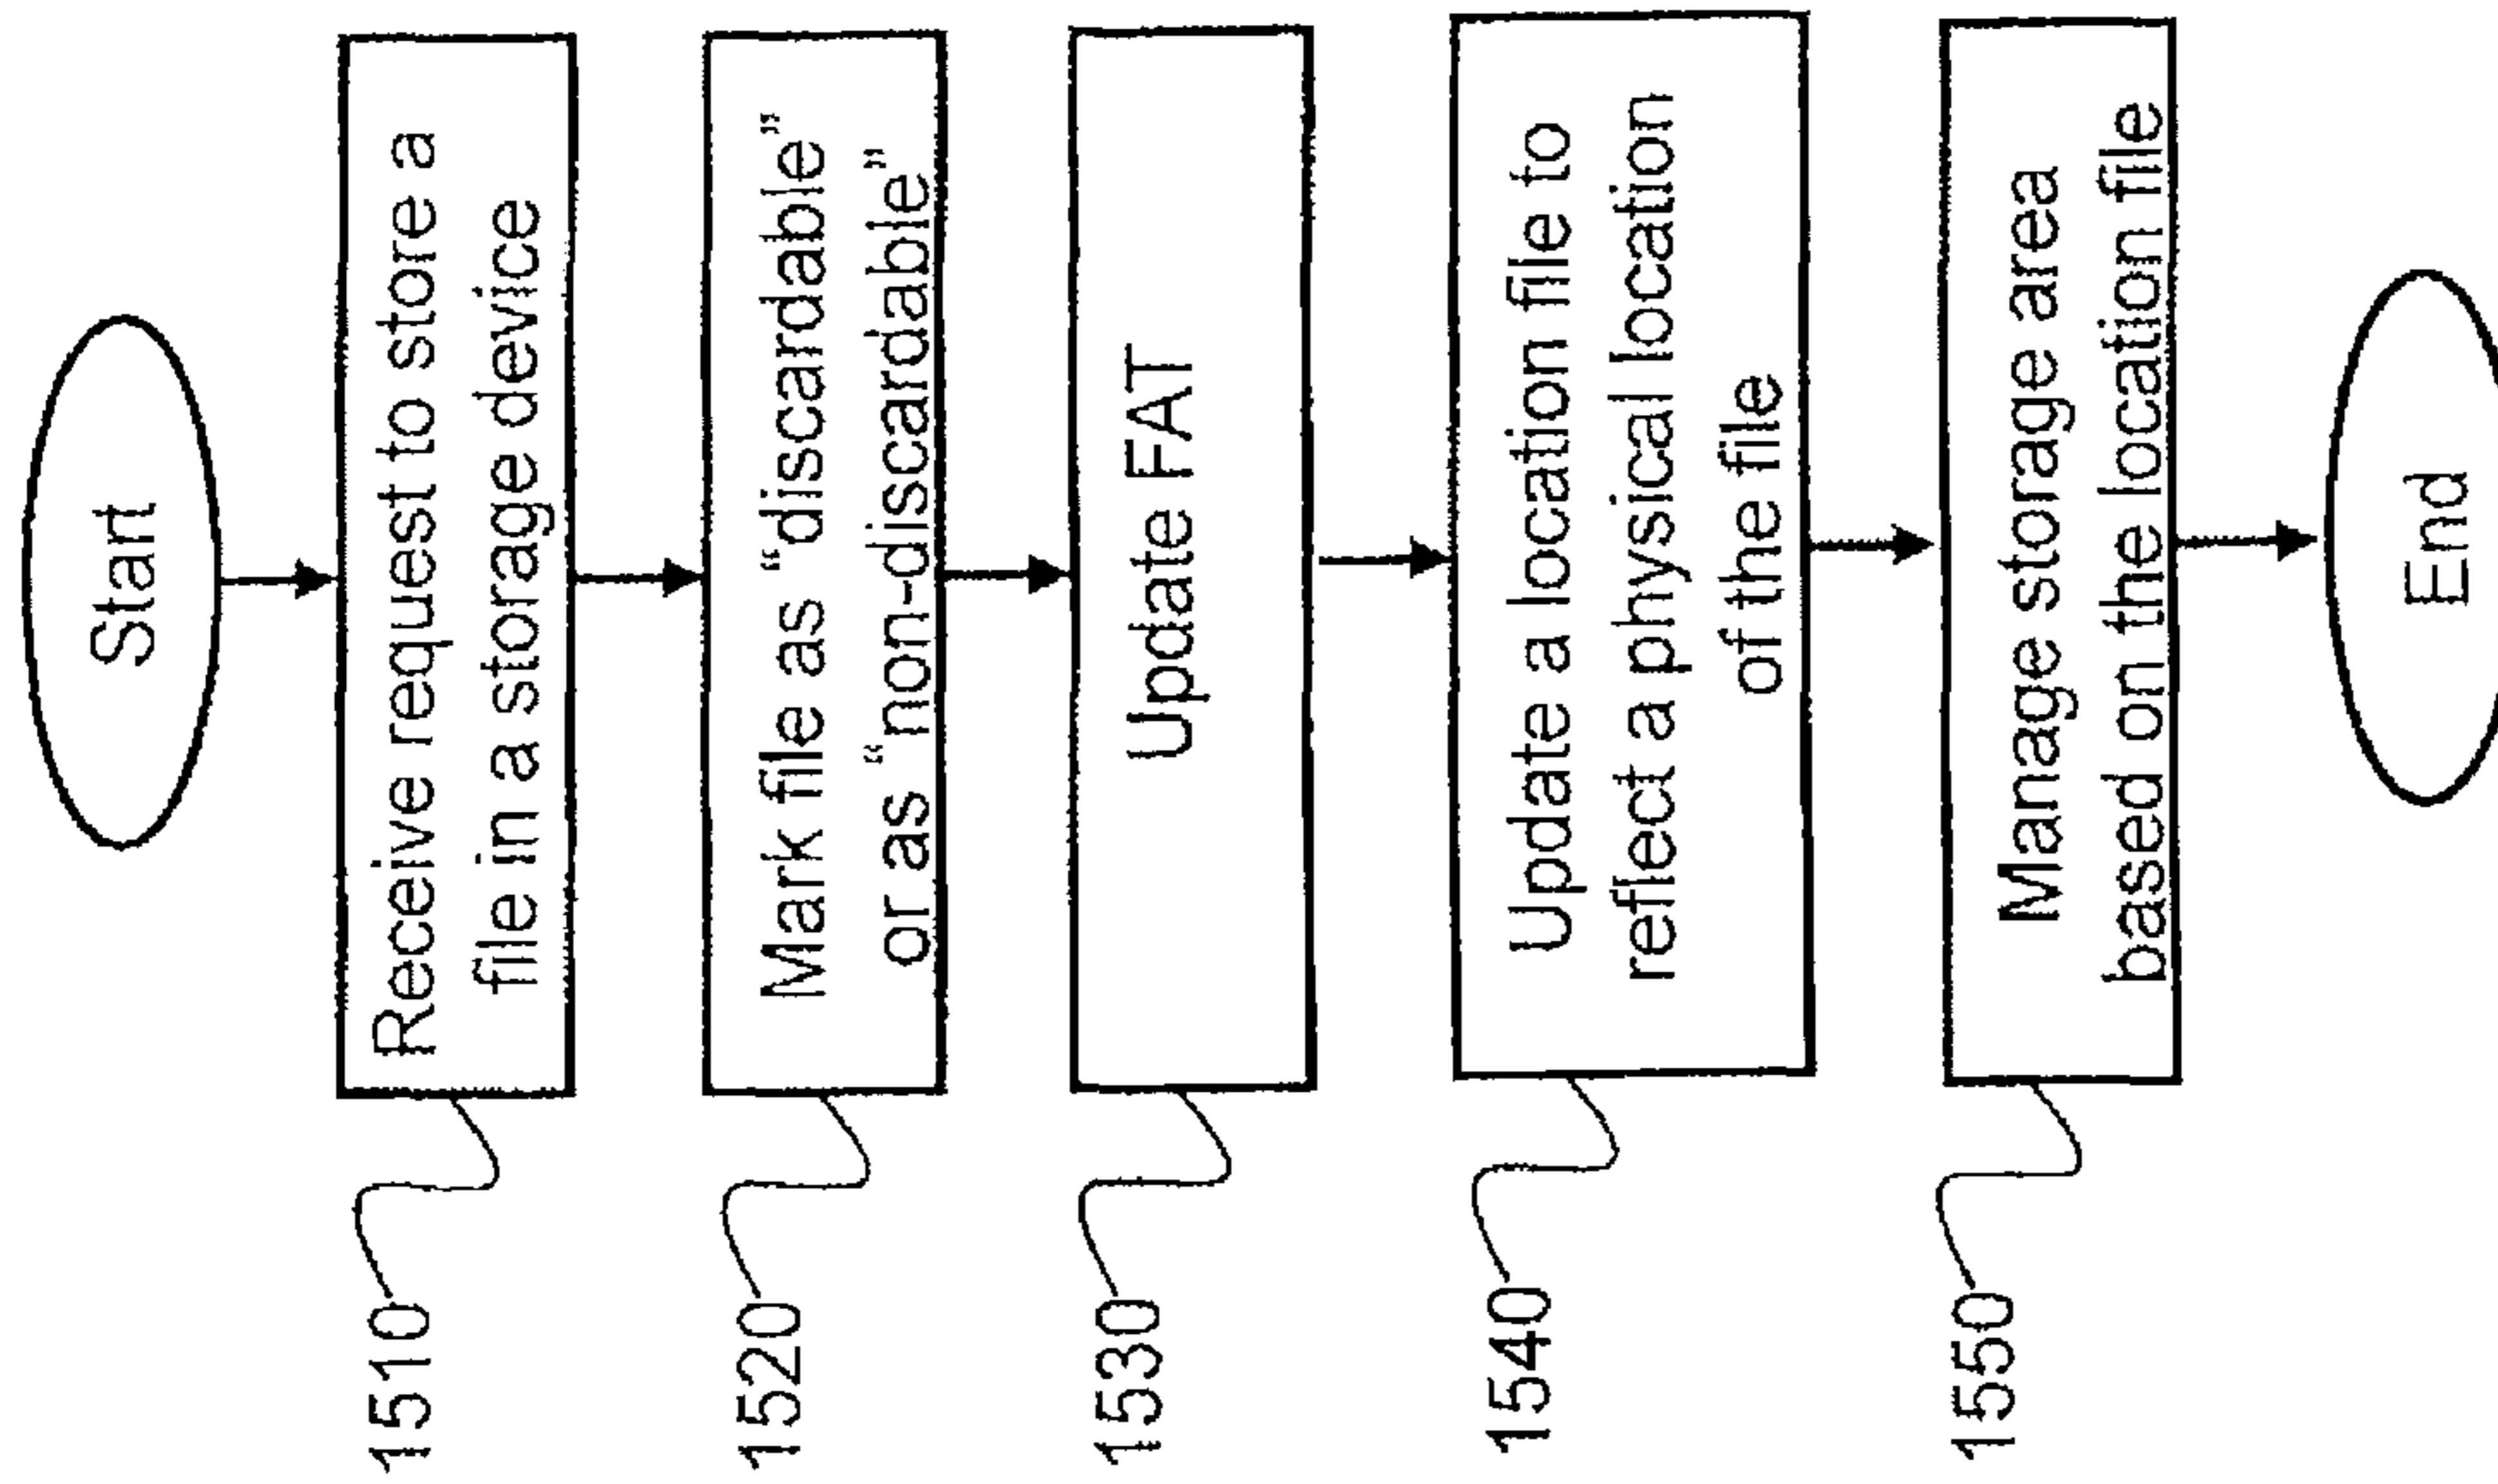 Start
1510
Receive request to store a
file in a storage device
1520
Mark file as “discardable”
or as “non-discardable”
1530
Update FAT
1540
Update a location file to
reflect a physical location
of the file
1550
Manage storage area
based on the location file
End